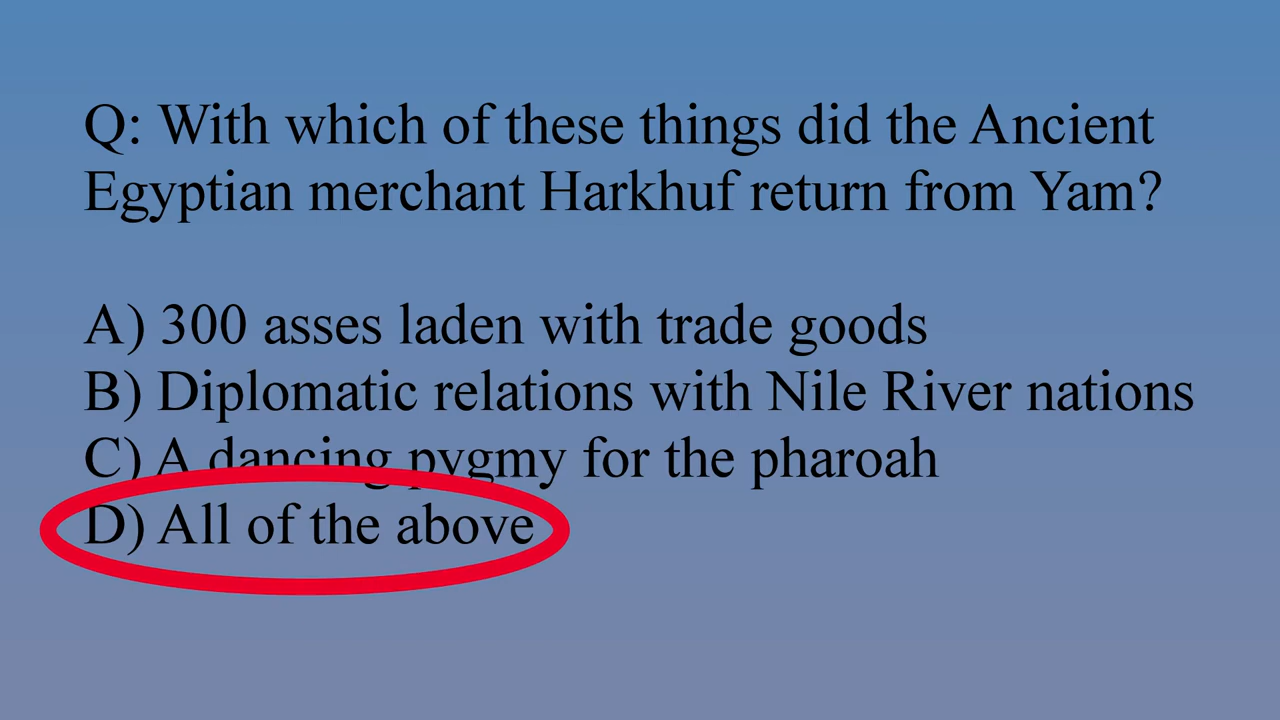 Q: With which of these things did the Ancient
Egyptian merchant Harkhuf return from Yam?
A) 300 asses laden with trade goods
B) Diplomatic relations with Nile River nations
C) A dancing pygmy for the pharoah
D) All of the above